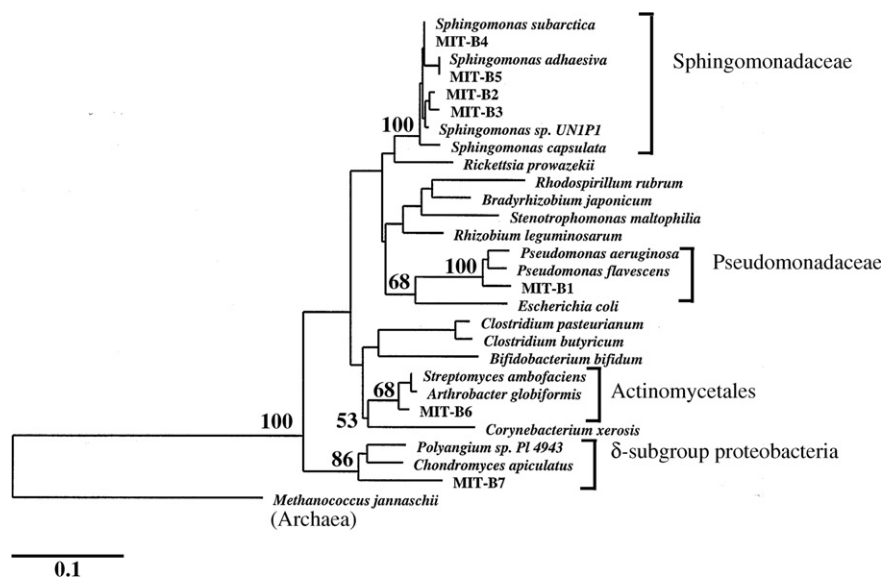 Sphingomonas subarctica
MIT-B4
Sphingomonas adhaesiva
Sphingomonadaceae
MIT-B5
MIT-B2
MIT-B3
100
Sphingomonas sp. UN1P1
Sphingomonas capsulata
Rickettsia prowazekii
Rhodospirillum rubrum
Bradyrhizobium japonicum
Stenotrophomonas maltophilia
Rhizobium leguminosarum
Pseudomonas aeruginosa
100
Pseudomonas flavescens
Pseudomonadaceae
68
MIT-B1
Escherichia coli
Clostridium pasteurianum
Clostridium butyricum
Bifidobacterium bifidum
Streptomyces ambofaciens
68
Arthrobacter globiformis
Actinomycetales
MIT-B6
100
53
Corynebacterium xerosis
Polyangium sp. Pl 4943
δ-subgroup proteobacteria
86
Chondromyces apiculatus
MIT-B7
Methanococcus jannaschii
(Archaea)
0.1